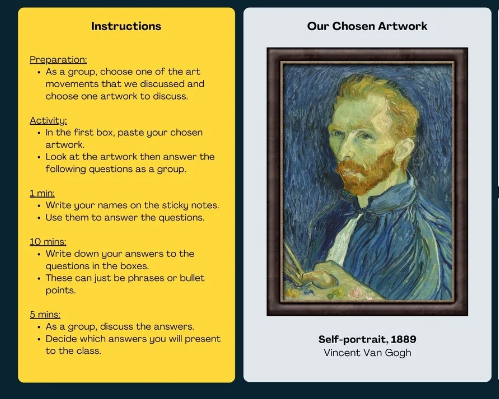 Instructions
Preparation:
• As a group, choose one of the art
movements that we discussed and
choose one artwork to discuss.
Activity:
• In the first box, paste your chosen
artwork.
• Look at the artwork then answer the
following questions as a group.
1 min:
• Write your names on the sticky notes.
• Use them to answer the questions.
10 mins:
• Write down your answers to the
questions in the boxes.
• These can just be phrases or bullet
points.
5 mins:
• As a group, discuss the answers.
• Decide which answers you will present
to the class.
Our Chosen Artwork
Self-portrait, 1889
Vincent Van Gogh